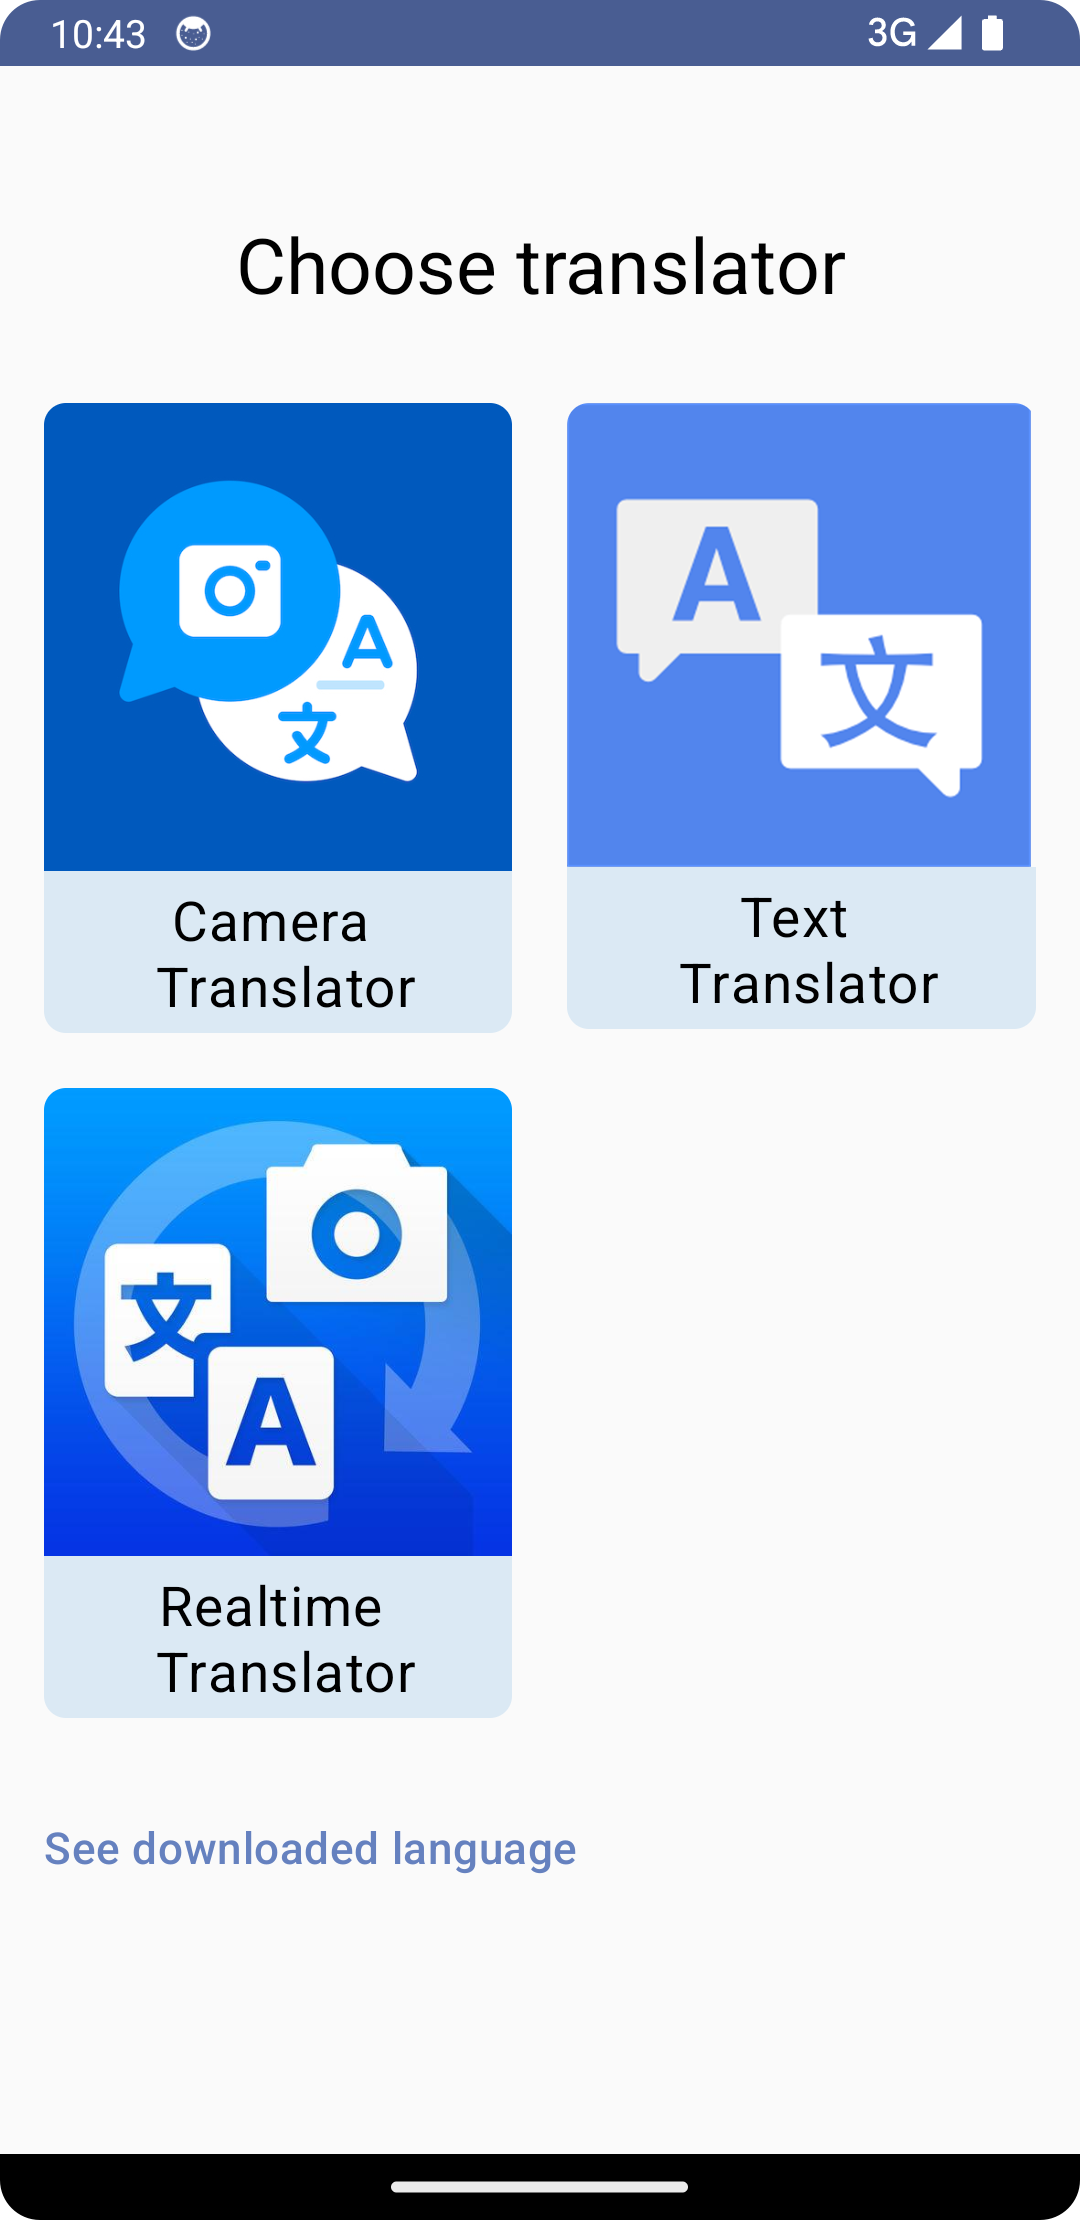 10:43
3G
Choose translator
A
文
A
文
Camera
Translator
Text
Translator
文
A
Realtime
Translator
See downloaded language